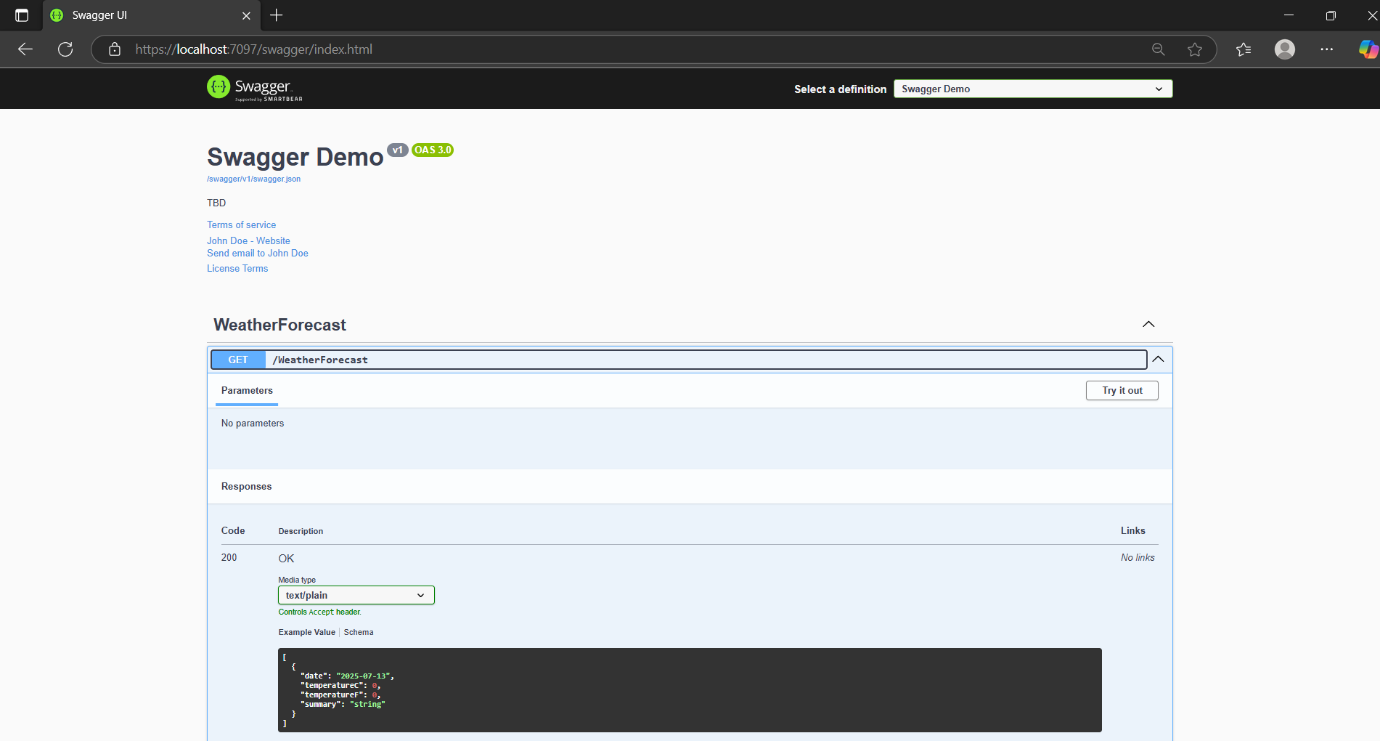 Swagger UI
https://localhost:7097/swagger/index.html
Swagger
Supported by SMARTBEAR
Select a definition
Swagger Demo
Swagger Demo v1 OAS 3.0
/swagger/v1/swagger.json
TBD
Terms of service
John Doe - Website
Send email to John Doe
License Terms
WeatherForecast
GET /WeatherForecast
Parameters
Try it out
No parameters
Responses
Code Description Links
200 OK No links
Media type
text/plain
Controls Accept header.
Example Value | Schema
[
{
"date": "2025-07-13",
"temperatureC": 0,
"temperatureF": 0,
"summary": "string"
}
]